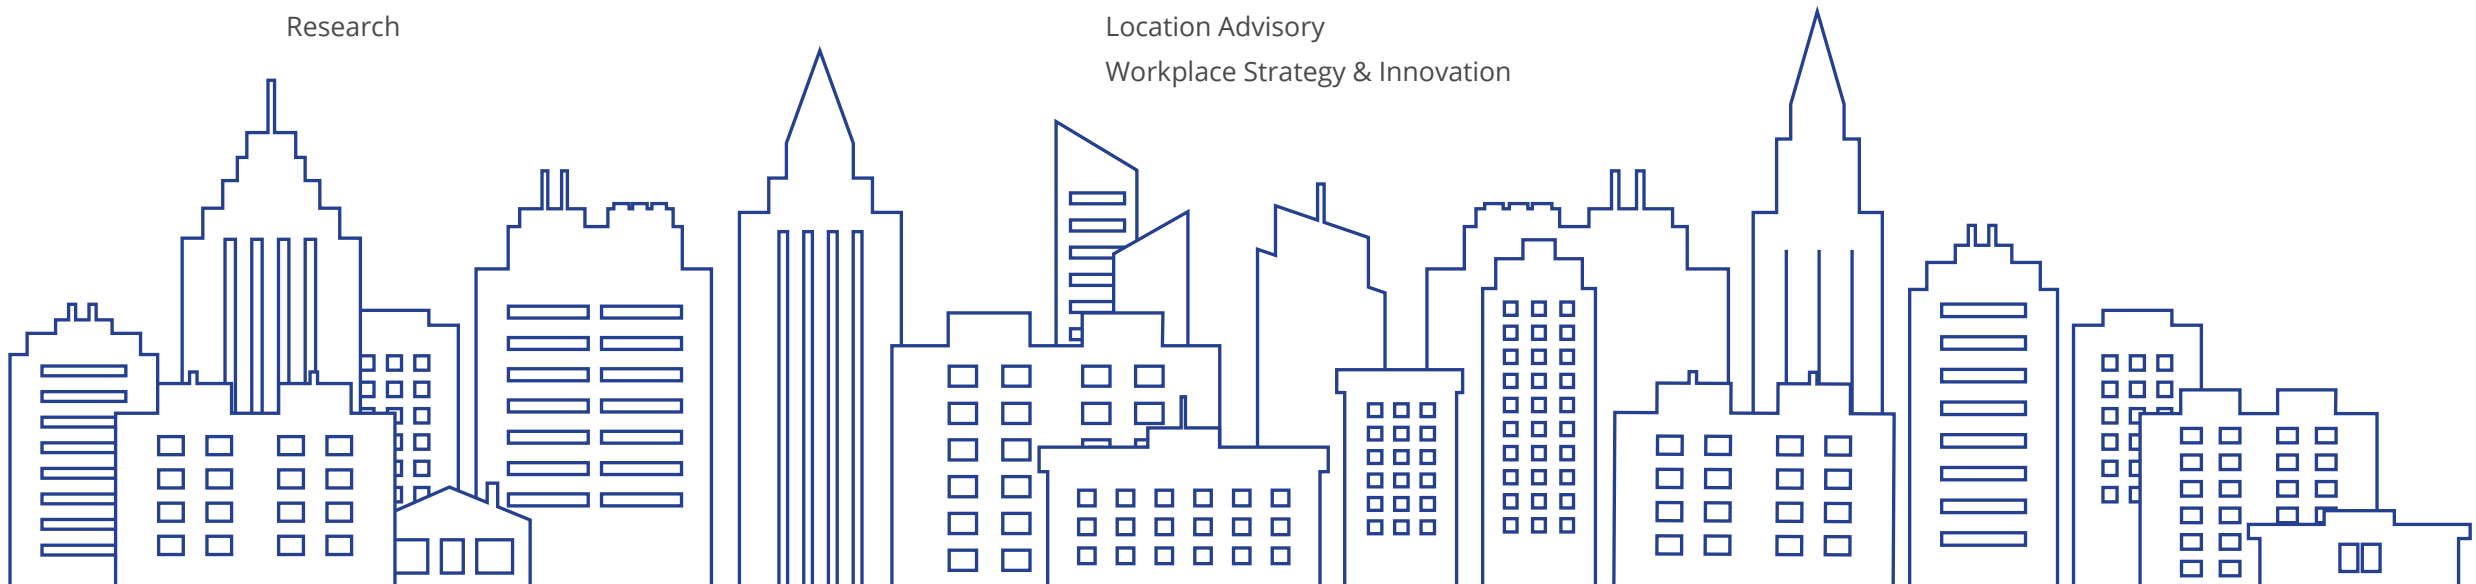 Research
Location Advisory
Workplace Strategy & Innovation